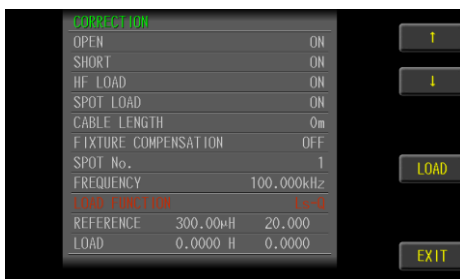 CORRECTION
OPEN ON
SHORT ON
HF LOAD ON
SPOT LOAD ON
CABLE LENGTH 0m
FIXTURE COMPENSATION OFF
SPOT No. 1
FREQUENCY 100.000kHz
LOAD FUNCTION Ls-Q
REFERENCE 300.00μH 20.000
LOAD 0.0000 H 0.0000
↑
↓
LOAD
EXIT